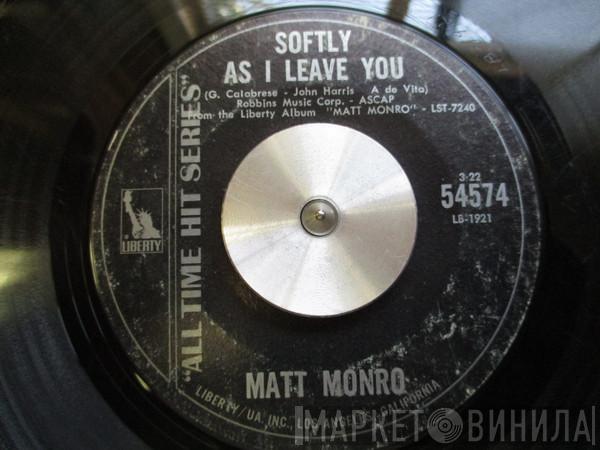 SOFTLY
AS I LEAVE YOU
(G. Calabrese - John Harris A de Vita)
Robbins Music Corp. - ASCAP
From the Liberty Album "MATT MONRO" - LST-7240
"ALL TIME HIT SERIES"
LIBERTY
3:22
54574
LB-1921
MATT MONRO
LIBERTY/UA, INC., LOS ANGELES, CALIFORNIA
МАРКЕТ ВИНИЛА